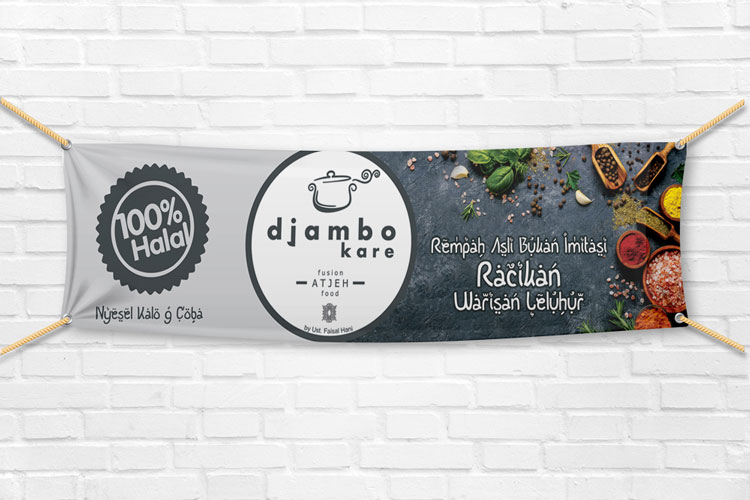 100%
Halal
Nyesel Kalo g Coba
djambo
kare
fusion
ATJEH
food
by Ust. Faisal Hani
Rempah Asli Bukan Imitasi
Racikan
Warisan Leluhur